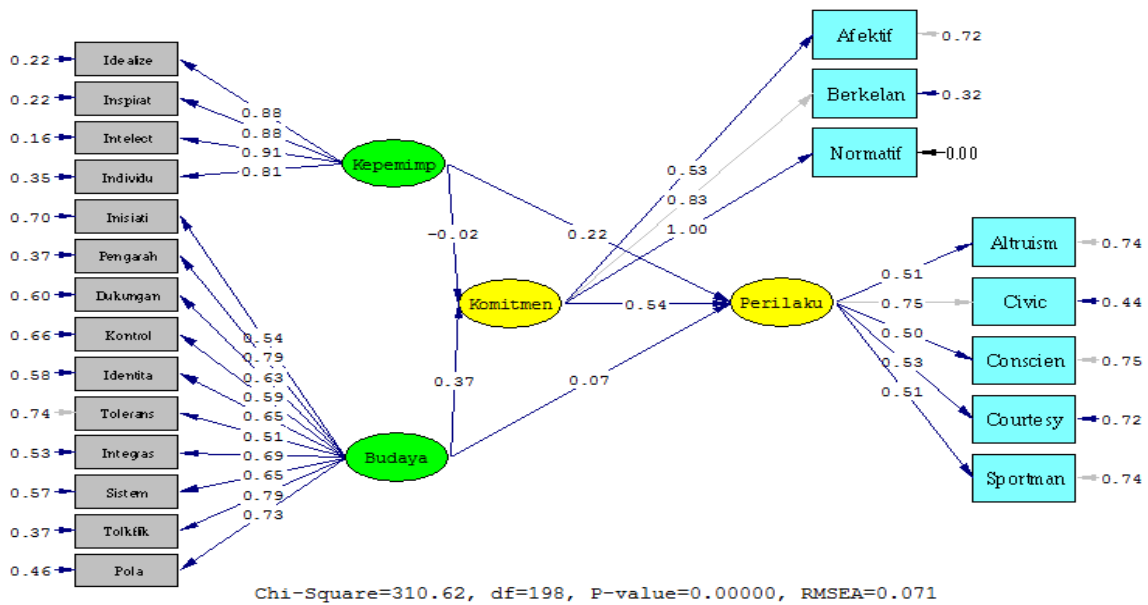 0.22 Idealize
0.22 Inspirat
0.16 Intelect
0.35 Individu
0.70 Inisiati
0.37 Pengarah
0.60 Dukungan
0.66 Kontrol
0.58 Identita
0.74 Tolerans
0.53 Integras
0.57 Sistem
0.37 Tolkflik
0.46 Pola
0.88
0.88
0.91
0.81
Kepemimp
0.54
0.79
0.63
0.59
0.65
0.51
0.69
0.65
0.79
0.73
Budaya
-0.02
0.37
Komitmen
0.22
0.54
0.07
Perilaku
0.53
0.83
1.00
Afektif 0.72
Berkelan 0.32
Normatif 0.00
0.51
0.75
0.50
0.53
0.51
Altruism 0.74
Civic 0.44
Conscien 0.75
Courtesy 0.72
Sportman 0.74
Chi-Square=310.62, df=198, P-value=0.00000, RMSEA=0.071